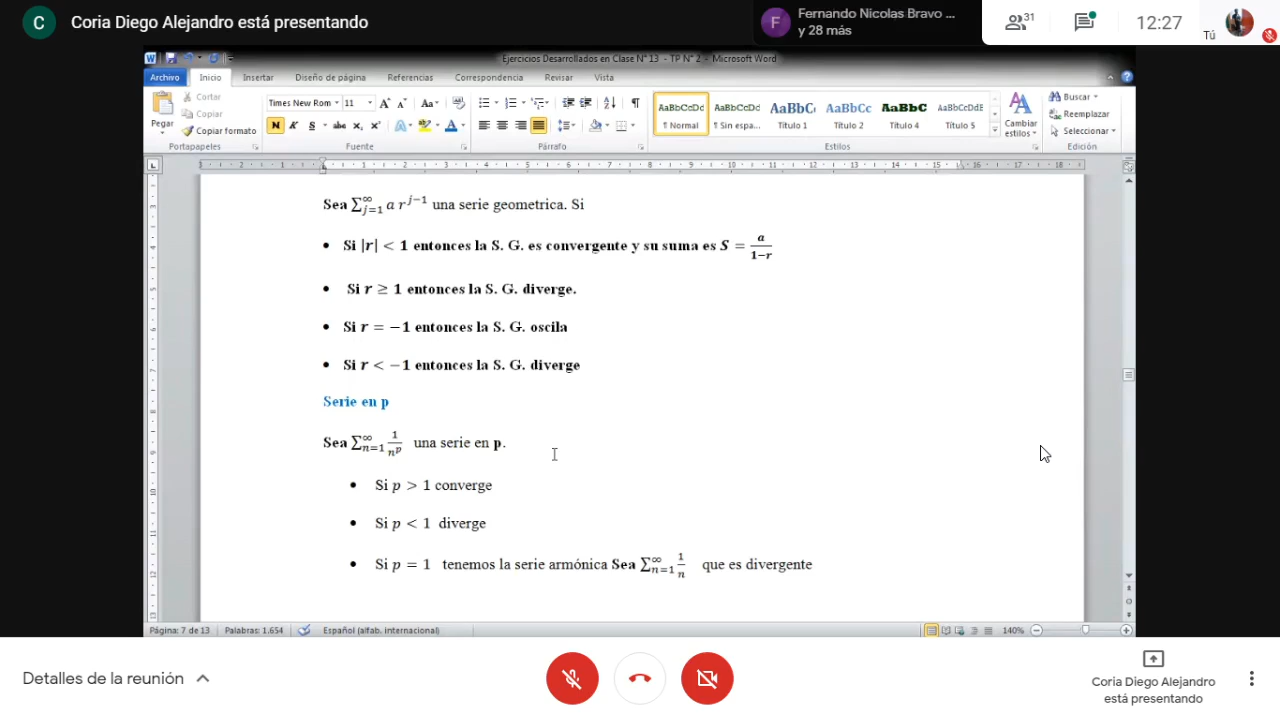 C Coria Diego Alejandro está presentando
F Fernando Nicolas Bravo ...
y 28 más
31
12:27
Tú
Ejercicios Desarrollados en Clase N° 13 - TP N° 2 - Microsoft Word
Archivo Inicio Insertar Diseño de página Referencias Correspondencia Revisar Vista
Pegar
Cortar
Copiar
Copiar formato
Portapapeles
Times New Rom 11
Fuente
Párrafo
AaBbCcDd AaBbCcDd AaBbC AaBbCc AaBbC AaBbCcDdE
¶ Normal ¶ Sin espa... Título 1 Título 2 Título 4 Título 5
Cambiar estilos
Estilos
Buscar
Reemplazar
Seleccionar
Edición
Sea ∑_{j=1}^{∞} a r^{j−1} una serie geometrica. Si
• Si |r| < 1 entonces la S. G. es convergente y su suma es S = a/(1−r)
• Si r ≥ 1 entonces la S. G. diverge.
• Si r = −1 entonces la S. G. oscila
• Si r < −1 entonces la S. G. diverge
Serie en p
Sea ∑_{n=1}^{∞} 1/n^p una serie en p.
• Si p > 1 converge
• Si p < 1 diverge
• Si p = 1 tenemos la serie armónica Sea ∑_{n=1}^{∞} 1/n que es divergente
Página: 7 de 13 Palabras: 1.654 Español (alfab. internacional) 140%
Detalles de la reunión
Coria Diego Alejandro
está presentando